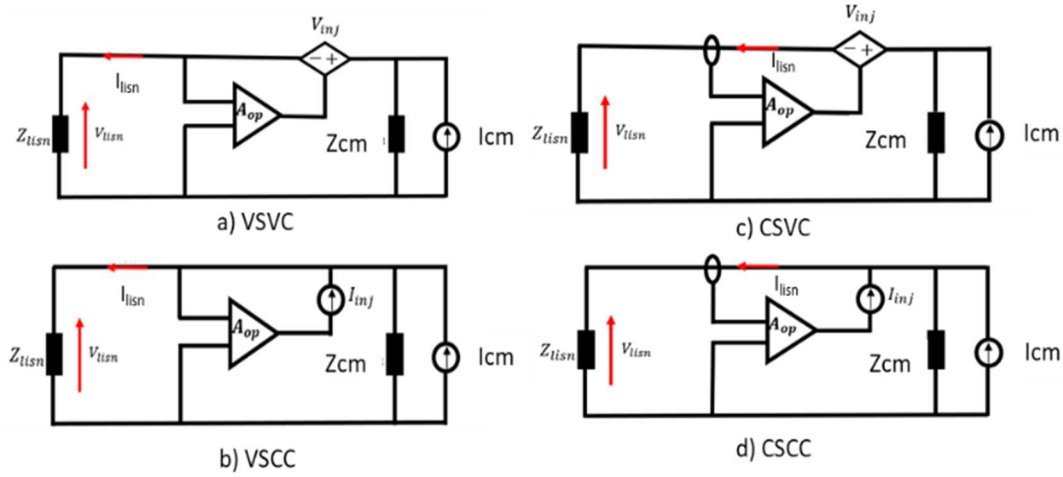 V_inj
I_lisn
Z_lisn
V_lisn
A_op
Zcm
Icm
a) VSVC
V_inj
I_lisn
Z_lisn
V_lisn
A_op
Zcm
Icm
c) CSVC
I_lisn
I_inj
Z_lisn
V_lisn
A_op
Zcm
Icm
b) VSCC
I_lisn
I_inj
Z_lisn
V_lisn
A_op
Zcm
Icm
d) CSCC